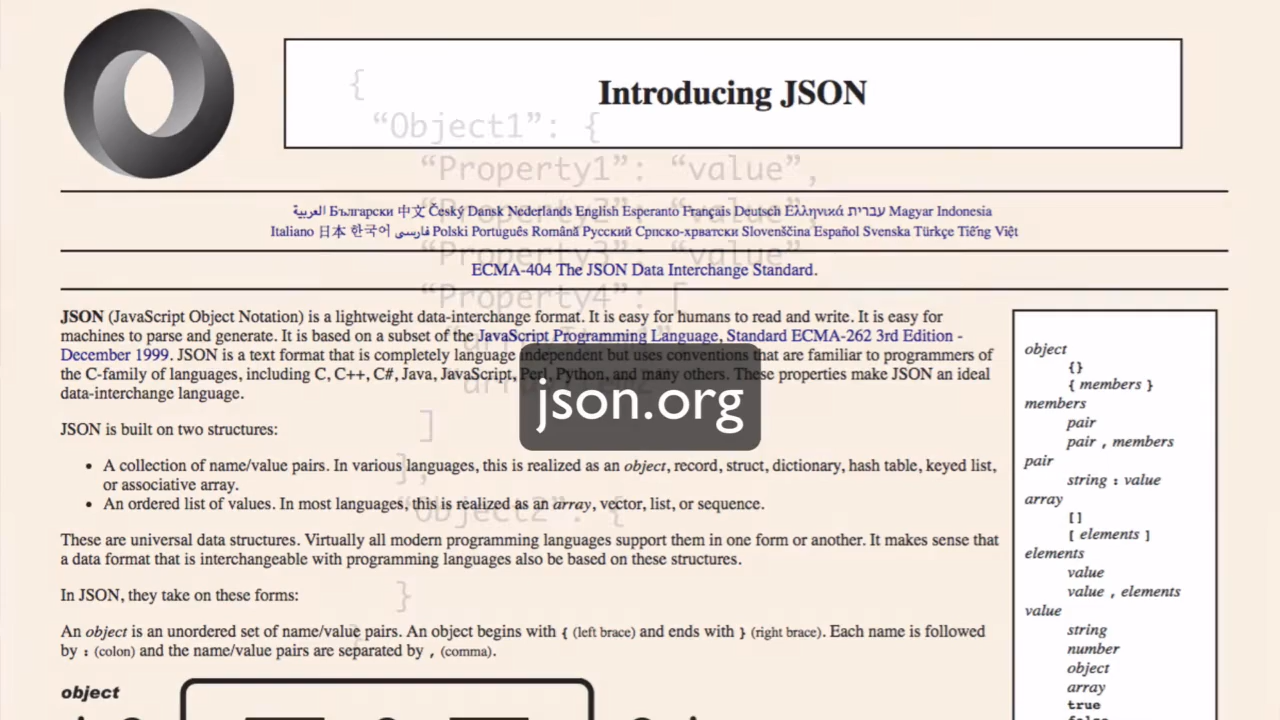 Introducing JSON
{
“Object1”: {
“Property1”: “value”,
“Property2”: “value”,
العربية Български 中文 Český Dansk Nederlands English Esperanto Français Deutsch Ελληνικά עברית Magyar Indonesia
Italiano 日本 한국어 فارسی Polski Português Română Русский Српско-хрватски Slovenščina Español Svenska Türkçe Tiếng Việt
“Property3”: “value”
ECMA-404 The JSON Data Interchange Standard.
“Property4”: [
JSON (JavaScript Object Notation) is a lightweight data-interchange format. It is easy for humans to read and write. It is easy for
machines to parse and generate. It is based on a subset of the JavaScript Programming Language, Standard ECMA-262 3rd Edition -
December 1999. JSON is a text format that is completely language independent but uses conventions that are familiar to programmers of
the C-family of languages, including C, C++, C#, Java, JavaScript, Perl, Python, and many others. These properties make JSON an ideal
data-interchange language.
json.org
]
JSON is built on two structures:
• A collection of name/value pairs. In various languages, this is realized as an object, record, struct, dictionary, hash table, keyed list,
or associative array.
},
• An ordered list of values. In most languages, this is realized as an array, vector, list, or sequence.
“Object2”: {
These are universal data structures. Virtually all modern programming languages support them in one form or another. It makes sense that
a data format that is interchangeable with programming languages also be based on these structures.
In JSON, they take on these forms:
}
An object is an unordered set of name/value pairs. An object begins with { (left brace) and ends with } (right brace). Each name is followed
by : (colon) and the name/value pairs are separated by , (comma).
}
object
object
{}
{ members }
members
pair
pair , members
pair
string : value
array
[]
[ elements ]
elements
value
value , elements
value
string
number
object
array
true